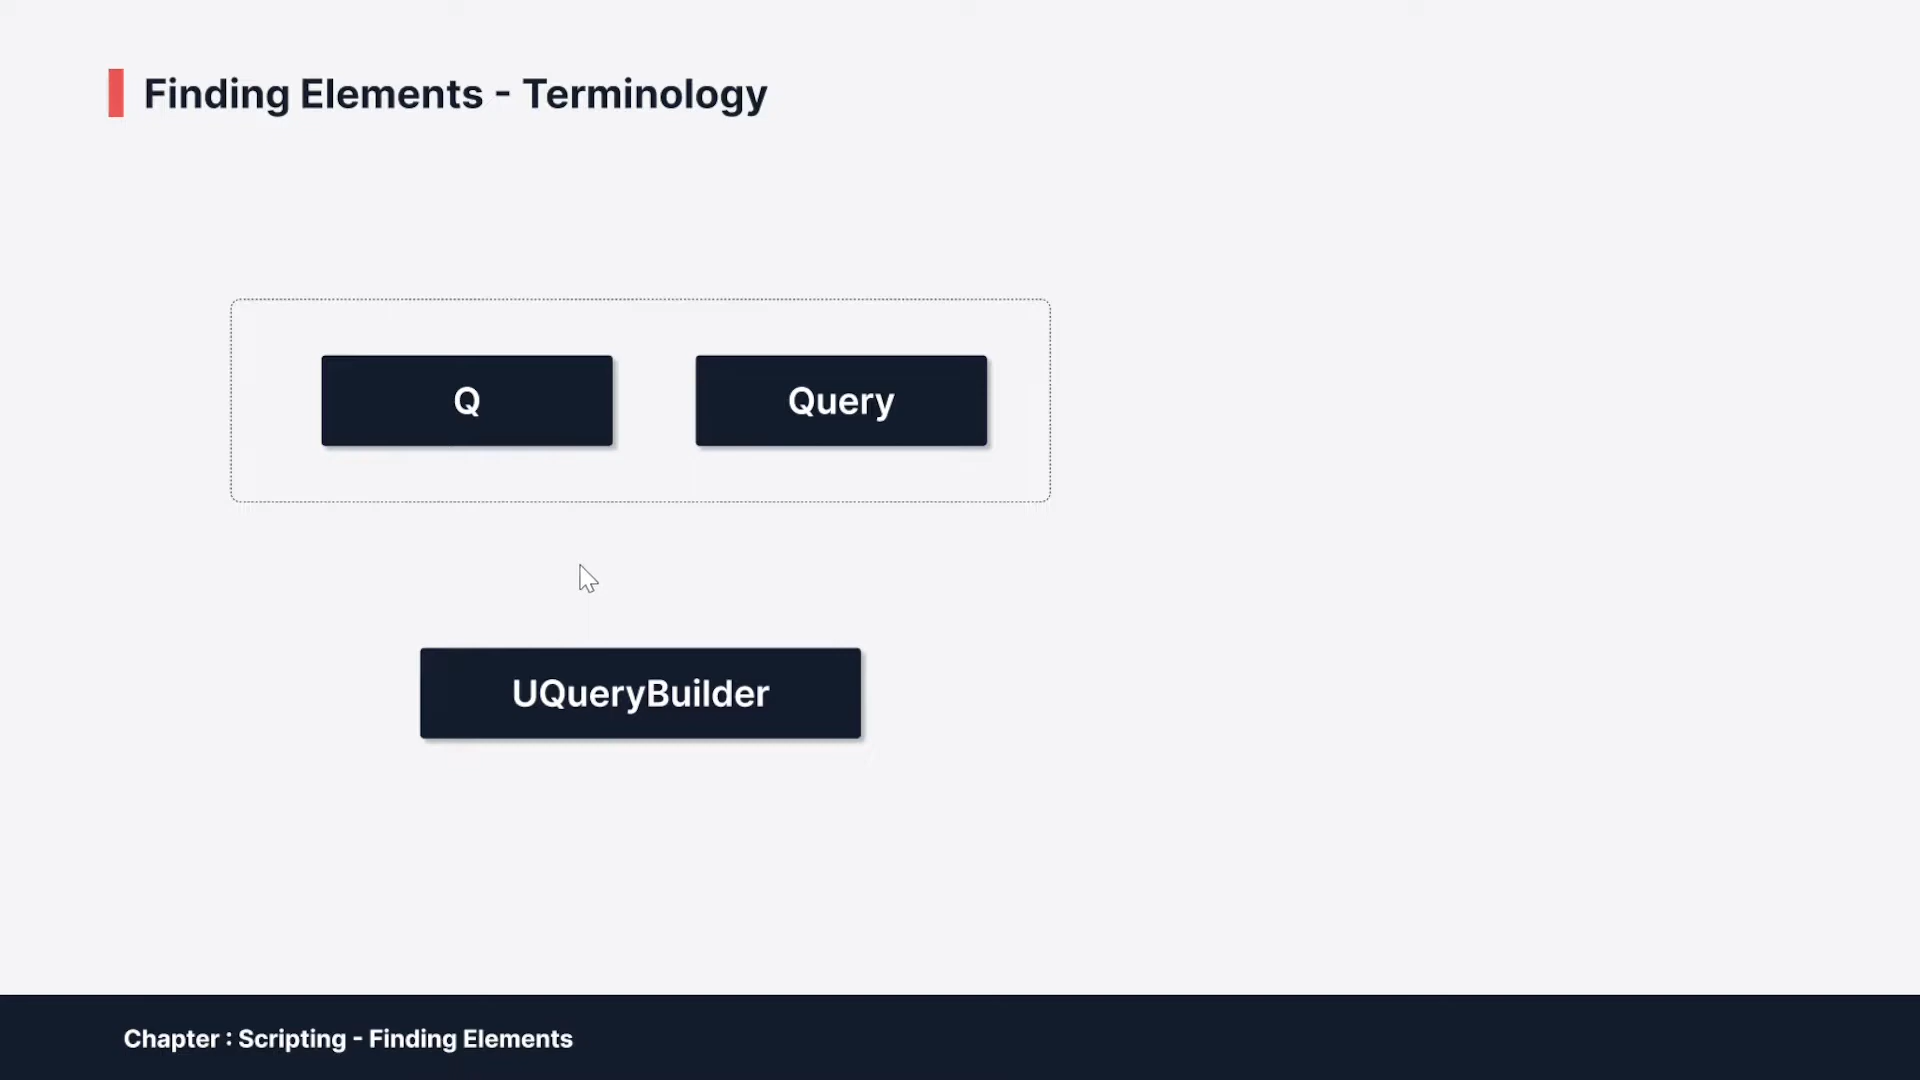 Finding Elements - Terminology
Q
Query
UQueryBuilder
Chapter : Scripting - Finding Elements